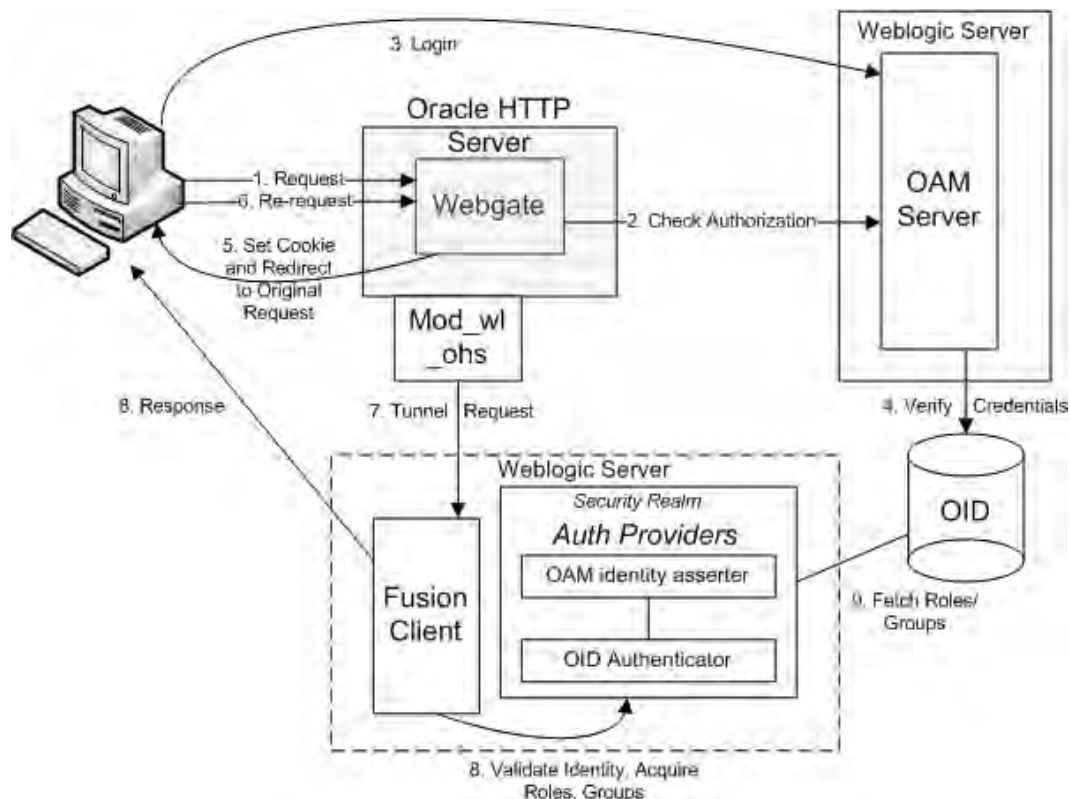 3. Login
Weblogic Server
Oracle HTTP
Server
1. Request
6. Re-request
Webgate
2. Check Authorization
OAM
Server
5. Set Cookie
and Redirect
to Original
Request
Mod_wl
_ohs
8. Response
7. Tunnel Request
4. Verify Credentials
OID
Weblogic Server
Security Realm
Auth Providers
OAM identity asserter
Fusion
Client
OID Authenticator
9. Fetch Roles/
Groups
8. Validate Identity, Acquire
Roles, Groups